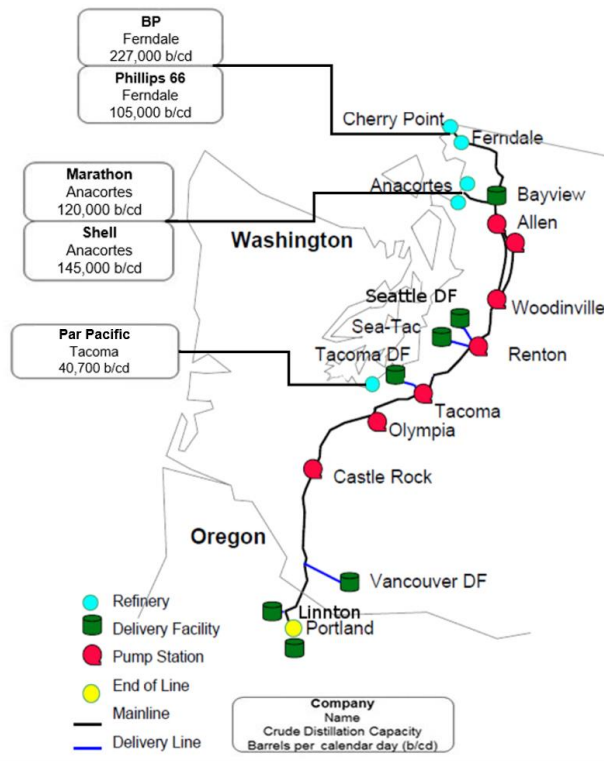 BP
Ferndale
227,000 b/cd
Phillips 66
Ferndale
105,000 b/cd
Cherry Point
Ferndale
Marathon
Anacortes
120,000 b/cd
Shell
Anacortes
145,000 b/cd
Anacortes
Bayview
Allen
Washington
Woodinville
Seattle DF
Sea-Tac
Renton
Par Pacific
Tacoma
40,700 b/cd
Tacoma DF
Tacoma
Olympia
Castle Rock
Oregon
Vancouver DF
Linnton
Portland
Refinery
Delivery Facility
Pump Station
End of Line
Mainline
Delivery Line
Company
Name
Crude Distillation Capacity
Barrels per calendar day (b/cd)